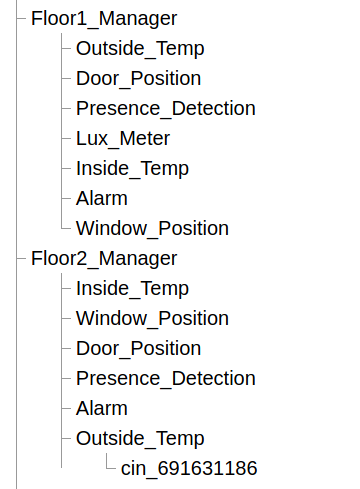 Floor1_Manager
Outside_Temp
Door_Position
Presence_Detection
Lux_Meter
Inside_Temp
Alarm
Window_Position
Floor2_Manager
Inside_Temp
Window_Position
Door_Position
Presence_Detection
Alarm
Outside_Temp
cin_691631186